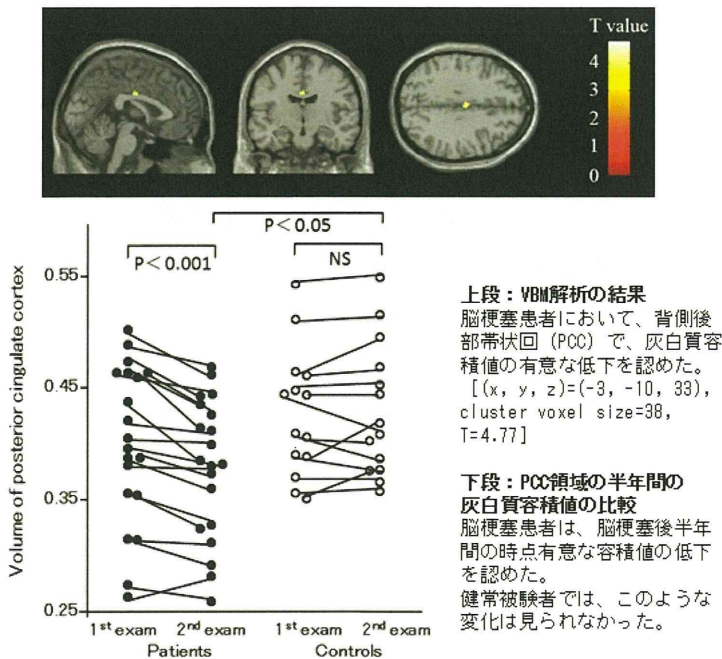 T value
4
3
2
1
0
P< 0.05
P< 0.001
NS
0.55
0.45
0.35
0.25
Volume of posterior cingulate cortex
1st exam
2nd exam
1st exam
2nd exam
Patients
Controls
上段：VBM解析の結果
脳梗塞患者において、背側後
部帯状回（PCC）で、灰白質容
積値の有意な低下を認めた。
[(x, y, z)=(-3, -10, 33),
cluster voxel size=38,
T=4.77]
下段：PCC領域の半年間の
灰白質容積値の比較
脳梗塞患者は、脳梗塞後半年
間の時点有意な容積値の低下
を認めた。
健常被験者では、このような
変化は見られなかった。